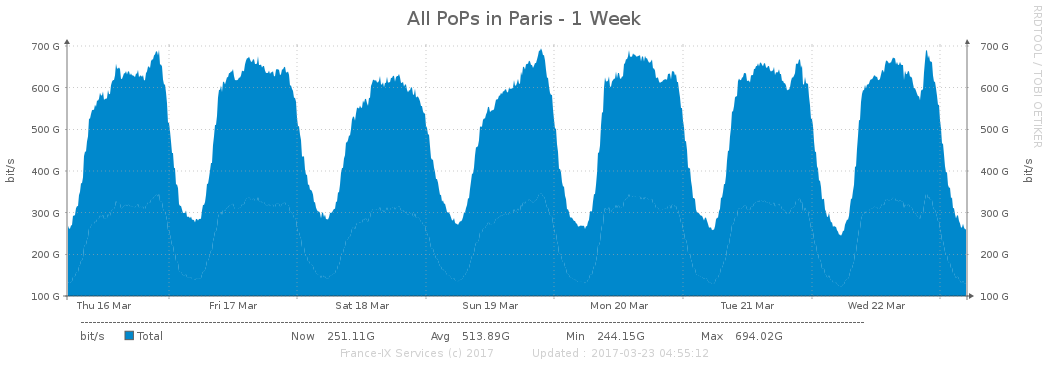 All PoPs in Paris - 1 Week
RRDTOOL / TOBI OETIKER
bit/s
bit/s
700 G 700 G
600 G 600 G
500 G 500 G
400 G 400 G
300 G 300 G
200 G 200 G
100 G 100 G
Thu 16 Mar Fri 17 Mar Sat 18 Mar Sun 19 Mar Mon 20 Mar Tue 21 Mar Wed 22 Mar
bit/s Total Now 251.11G Avg 513.89G Min 244.15G Max 694.02G
France-IX Services (c) 2017 Updated : 2017-03-23 04:55:12